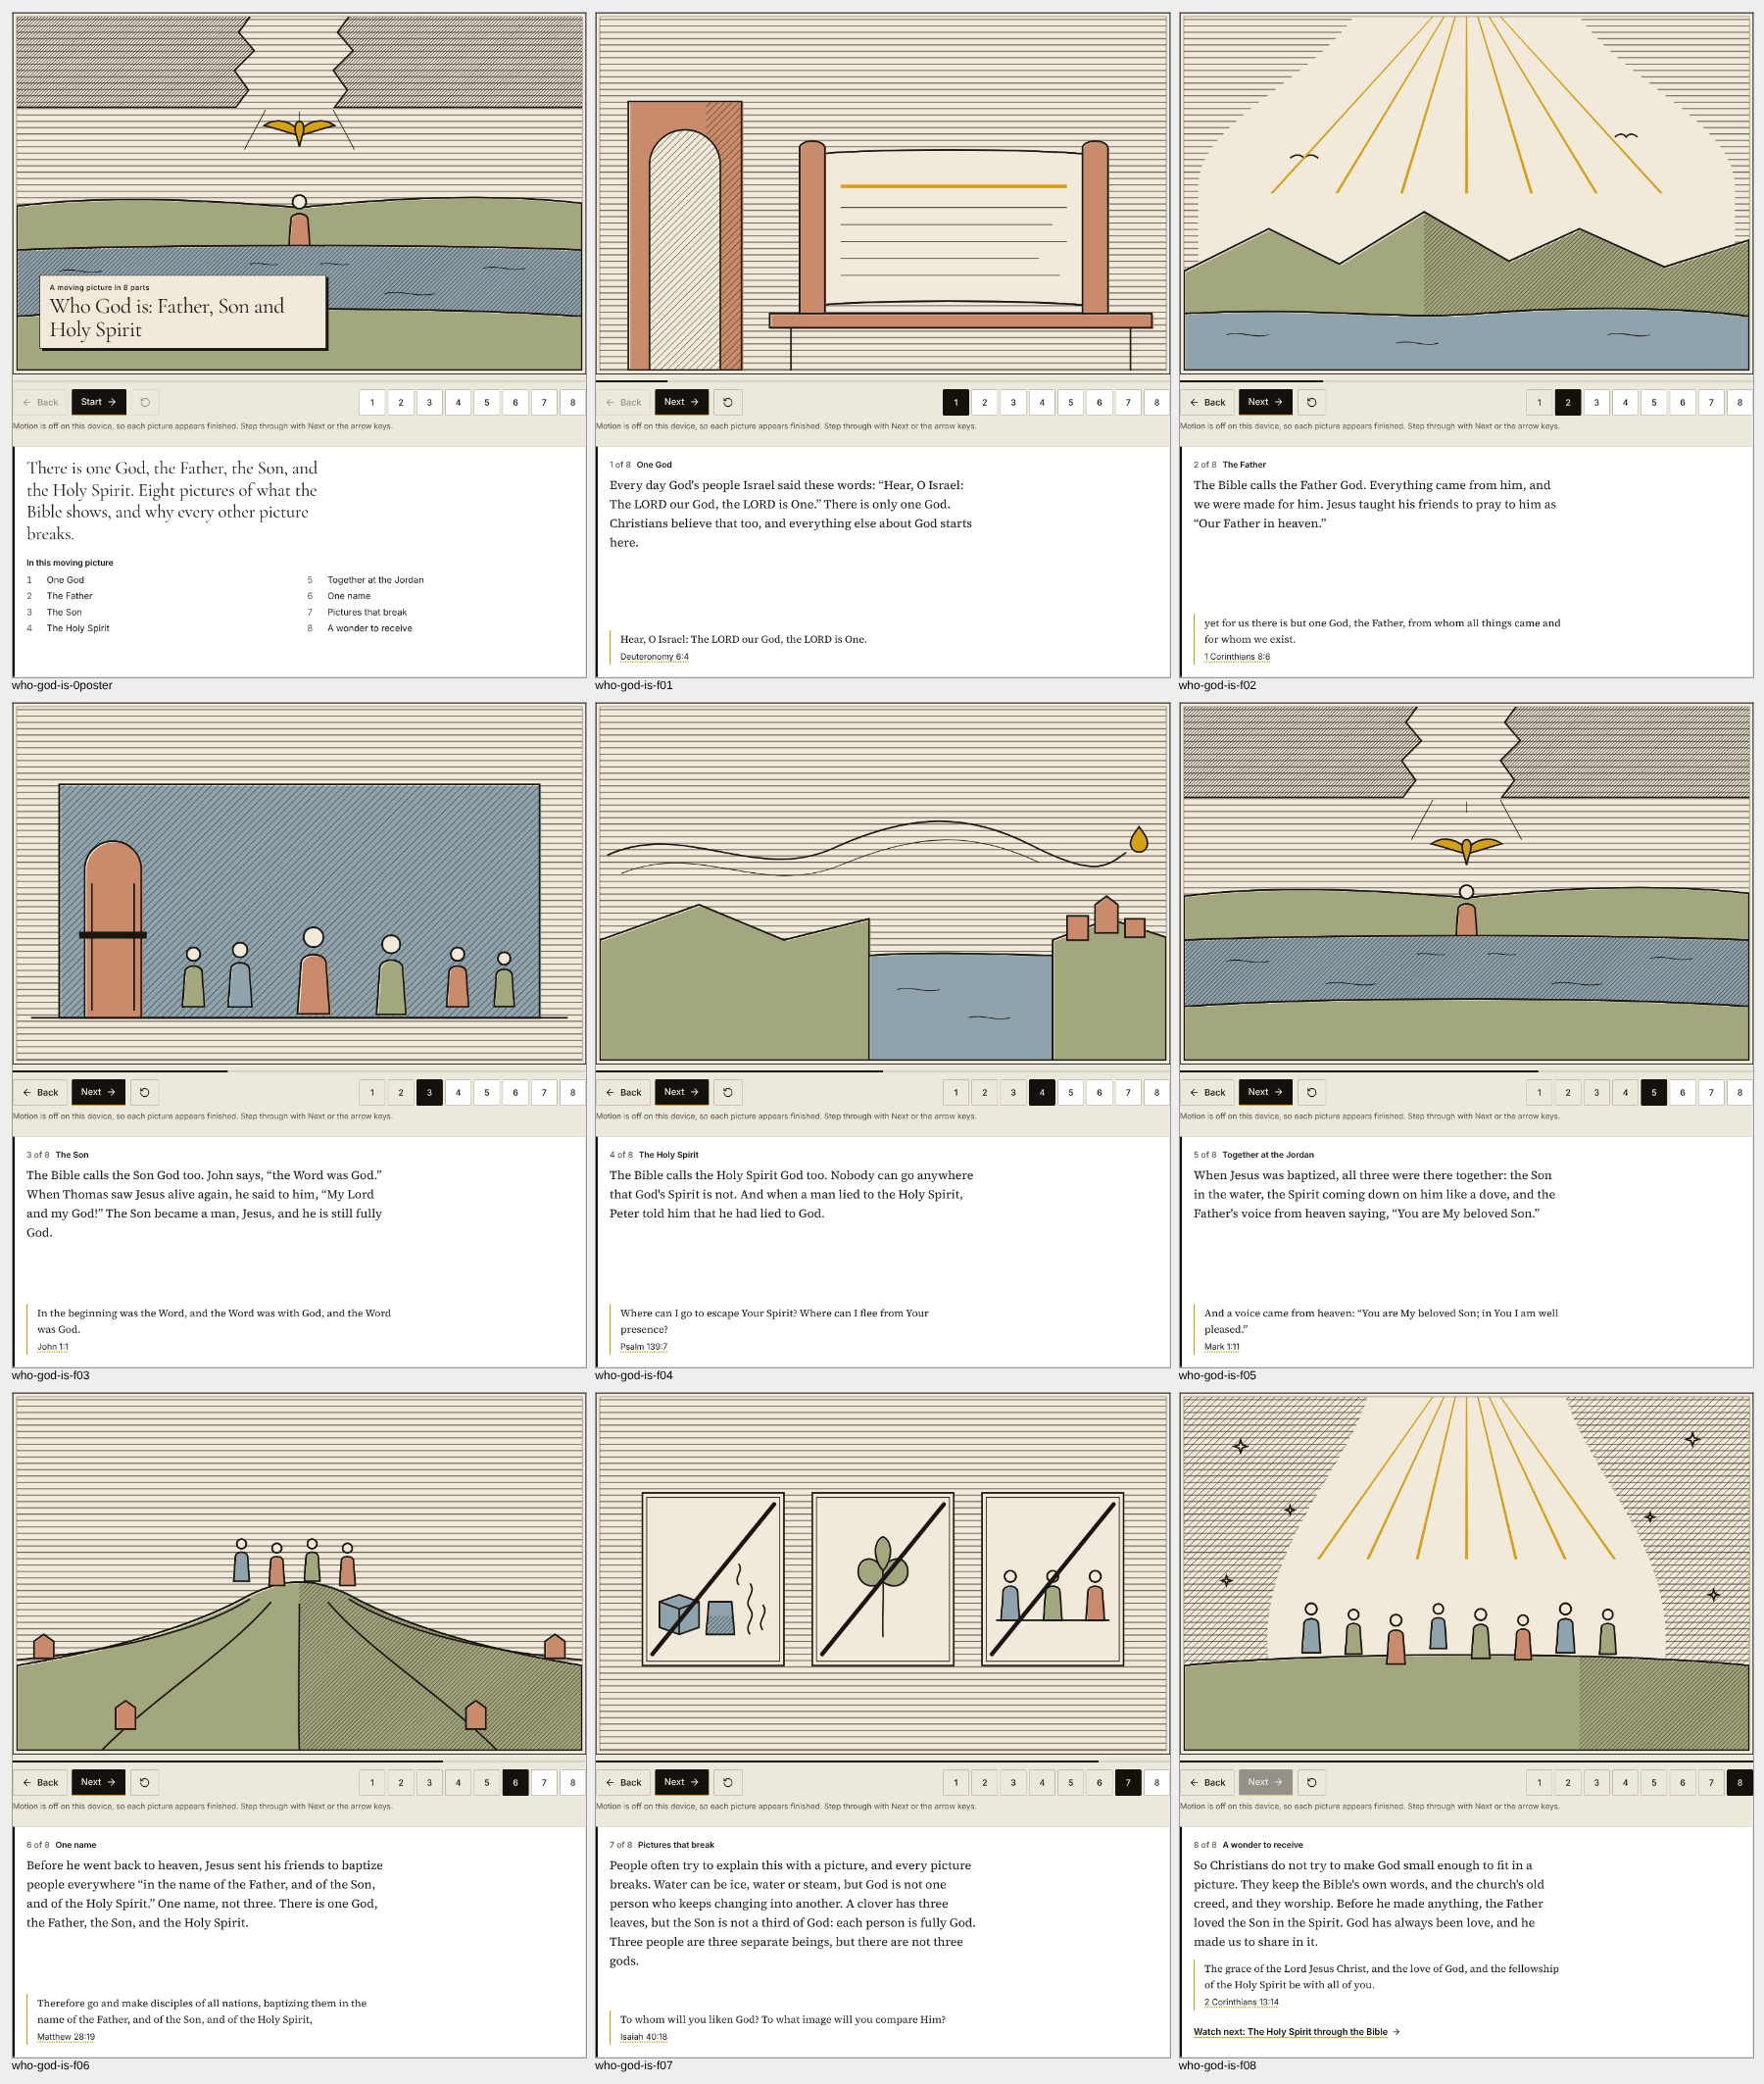 A moving picture in 8 parts
Who God is: Father, Son and
Holy Spirit
← Back
Start →
1 2 3 4 5 6 7 8
Motion is off on this device, so each picture appears finished. Step through with Next or the arrow keys.
There is one God, the Father, the Son, and
the Holy Spirit. Eight pictures of what the
Bible shows, and why every other picture
breaks.
In this moving picture
1 One God
2 The Father
3 The Son
4 The Holy Spirit
5 Together at the Jordan
6 One name
7 Pictures that break
8 A wonder to receive
who-god-is-0poster
← Back
Next →
1 2 3 4 5 6 7 8
Motion is off on this device, so each picture appears finished. Step through with Next or the arrow keys.
1 of 8 One God
Every day God's people Israel said these words: “Hear, O Israel:
The LORD our God, the LORD is One.” There is only one God.
Christians believe that too, and everything else about God starts
here.
Hear, O Israel: The LORD our God, the LORD is One.
Deuteronomy 6:4
who-god-is-f01
← Back
Next →
1 2 3 4 5 6 7 8
Motion is off on this device, so each picture appears finished. Step through with Next or the arrow keys.
2 of 8 The Father
The Bible calls the Father God. Everything came from him, and
we were made for him. Jesus taught his friends to pray to him as
“Our Father in heaven.”
yet for us there is but one God, the Father, from whom all things came and
for whom we exist.
1 Corinthians 8:6
who-god-is-f02
← Back
Next →
1 2 3 4 5 6 7 8
Motion is off on this device, so each picture appears finished. Step through with Next or the arrow keys.
3 of 8 The Son
The Bible calls the Son God too. John says, “the Word was God.”
When Thomas saw Jesus alive again, he said to him, “My Lord
and my God!” The Son became a man, Jesus, and he is still fully
God.
In the beginning was the Word, and the Word was with God, and the Word
was God.
John 1:1
who-god-is-f03
← Back
Next →
1 2 3 4 5 6 7 8
Motion is off on this device, so each picture appears finished. Step through with Next or the arrow keys.
4 of 8 The Holy Spirit
The Bible calls the Holy Spirit God too. Nobody can go anywhere
that God's Spirit is not. And when a man lied to the Holy Spirit,
Peter told him that he had lied to God.
Where can I go to escape Your Spirit? Where can I flee from Your
presence?
Psalm 139:7
who-god-is-f04
← Back
Next →
1 2 3 4 5 6 7 8
Motion is off on this device, so each picture appears finished. Step through with Next or the arrow keys.
5 of 8 Together at the Jordan
When Jesus was baptized, all three were there together: the Son
in the water, the Spirit coming down on him like a dove, and the
Father's voice from heaven saying, “You are My beloved Son.”
And a voice came from heaven: “You are My beloved Son; in You I am well
pleased.”
Mark 1:11
who-god-is-f05
← Back
Next →
1 2 3 4 5 6 7 8
Motion is off on this device, so each picture appears finished. Step through with Next or the arrow keys.
6 of 8 One name
Before he went back to heaven, Jesus sent his friends to baptize
people everywhere “in the name of the Father, and of the Son,
and of the Holy Spirit.” One name, not three. There is one God,
the Father, the Son, and the Holy Spirit.
Therefore go and make disciples of all nations, baptizing them in the
name of the Father, and of the Son, and of the Holy Spirit,
Matthew 28:19
who-god-is-f06
← Back
Next →
1 2 3 4 5 6 7 8
Motion is off on this device, so each picture appears finished. Step through with Next or the arrow keys.
7 of 8 Pictures that break
People often try to explain this with a picture, and every picture
breaks. Water can be ice, water or steam, but God is not one
person who keeps changing into another. A clover has three
leaves, but the Son is not a third of God: each person is fully God.
Three people are three separate beings, but there are not three
gods.
To whom will you liken God? To what image will you compare Him?
Isaiah 40:18
who-god-is-f07
← Back
Next →
1 2 3 4 5 6 7 8
Motion is off on this device, so each picture appears finished. Step through with Next or the arrow keys.
8 of 8 A wonder to receive
So Christians do not try to make God small enough to fit in a
picture. They keep the Bible's own words, and the church's old
creed, and they worship. Before he made anything, the Father
loved the Son in the Spirit. God has always been love, and he
made us to share in it.
The grace of the Lord Jesus Christ, and the love of God, and the fellowship
of the Holy Spirit be with all of you.
2 Corinthians 13:14
Watch next: The Holy Spirit through the Bible →
who-god-is-f08